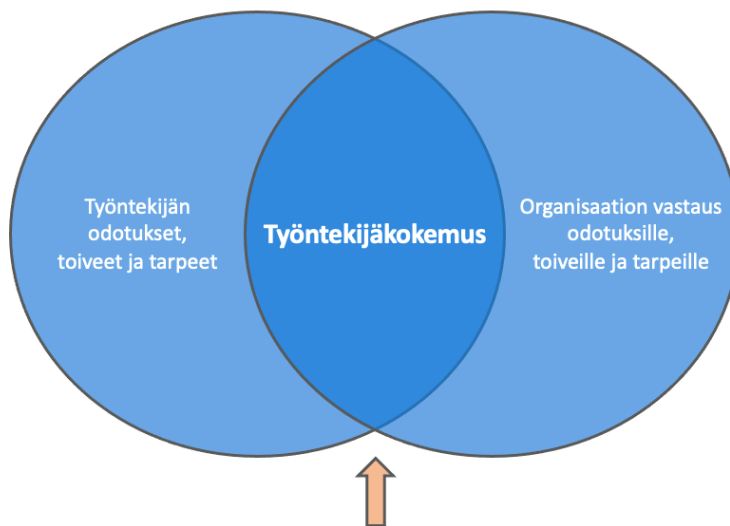 Työntekijän
odotukset,
toiveet ja tarpeet
Työntekijäkokemus
Organisaation vastaus
odotuksille,
toiveille ja tarpeille